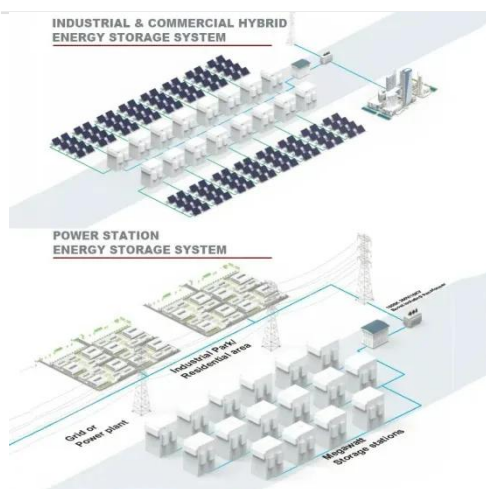 INDUSTRIAL & COMMERCIAL HYBRID
ENERGY STORAGE SYSTEM
POWER STATION
ENERGY STORAGE SYSTEM
Industrial Park/
Residential area
Grid or
Power plant
Megawatt
Storage stations